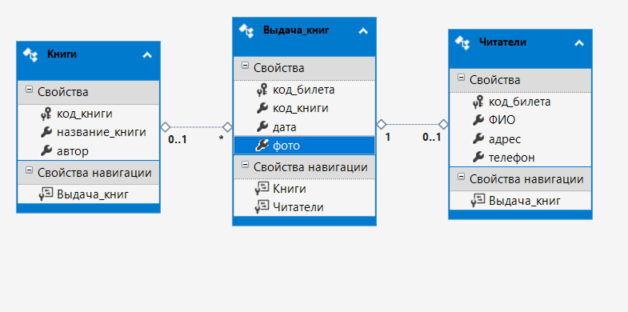 Книги
Свойства
код_книги
название_книги
автор
Свойства навигации
Выдача_книг
0..1
*
Выдача_книг
Свойства
код_билета
код_книги
дата
фото
Свойства навигации
Книги
Читатели
1
0..1
Читатели
Свойства
код_билета
ФИО
адрес
телефон
Свойства навигации
Выдача_книг